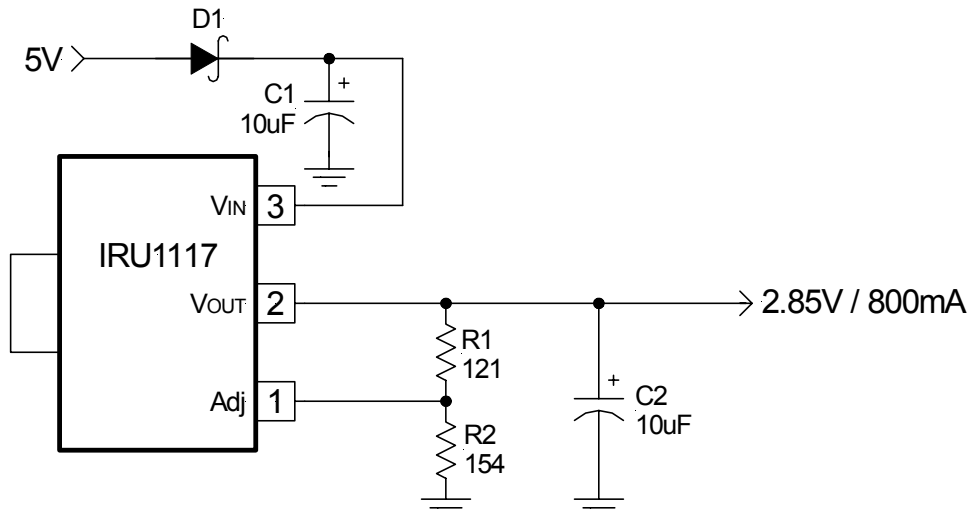 D1
5V
+
C1
10uF
VIN 3
IRU1117
VOUT 2
2.85V / 800mA
R1
121
Adj 1
+
C2
10uF
R2
154